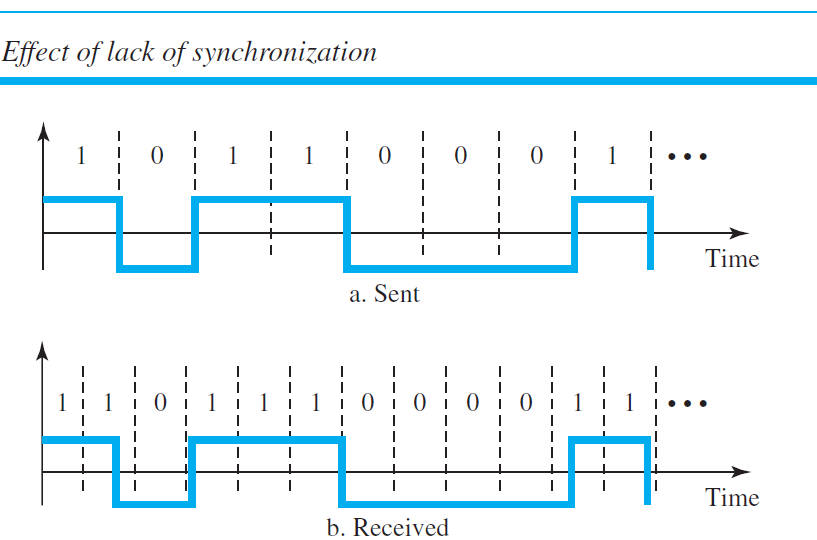 Effect of lack of synchronization
1 0 1 1 0 0 0 1 •••
Time
a. Sent
1 1 0 1 1 1 0 0 0 0 1 1 •••
Time
b. Received